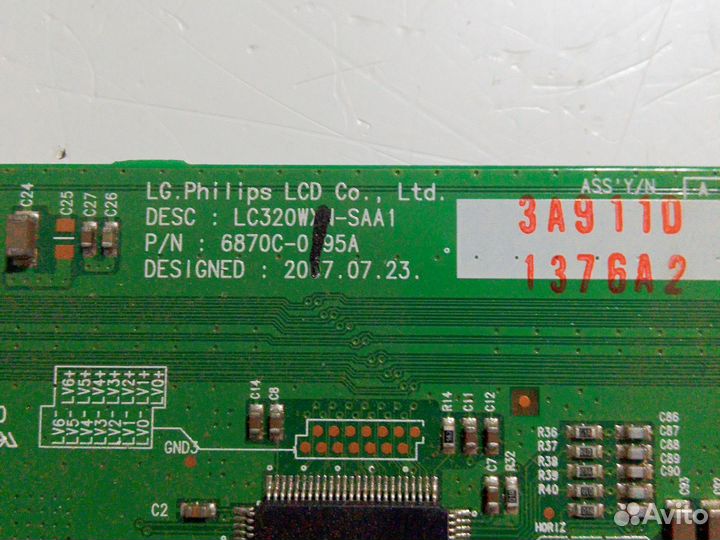 LG.Philips LCD Co., Ltd.
ASS'Y/N
A-
DESC : LC320W -SAA1
3A9110
P/N : 6870C-0 95A
DESIGNED : 20 7.07.23.
1376A2
C24
C25
C27
C26
LV6- LV6+
LV5- LV5+
LV4- LV4+
LV3- LV3+
LV2- LV2+
LV1- LV1+
LV0- LV0+
GND3
C14
C8
R14
C11
C12
C7
R32
R36
R37
R38
R39
R40
C86
C87
C88
C89
C90
HORIZ
C2
C93
Avito